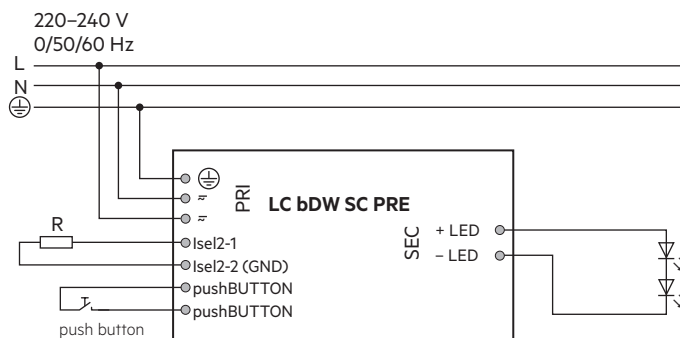 220–240 V
0/50/60 Hz
L
N
PRI
LC bDW SC PRE
R
SEC
+ LED
– LED
Isel2-1
Isel2-2 (GND)
pushBUTTON
pushBUTTON
push button